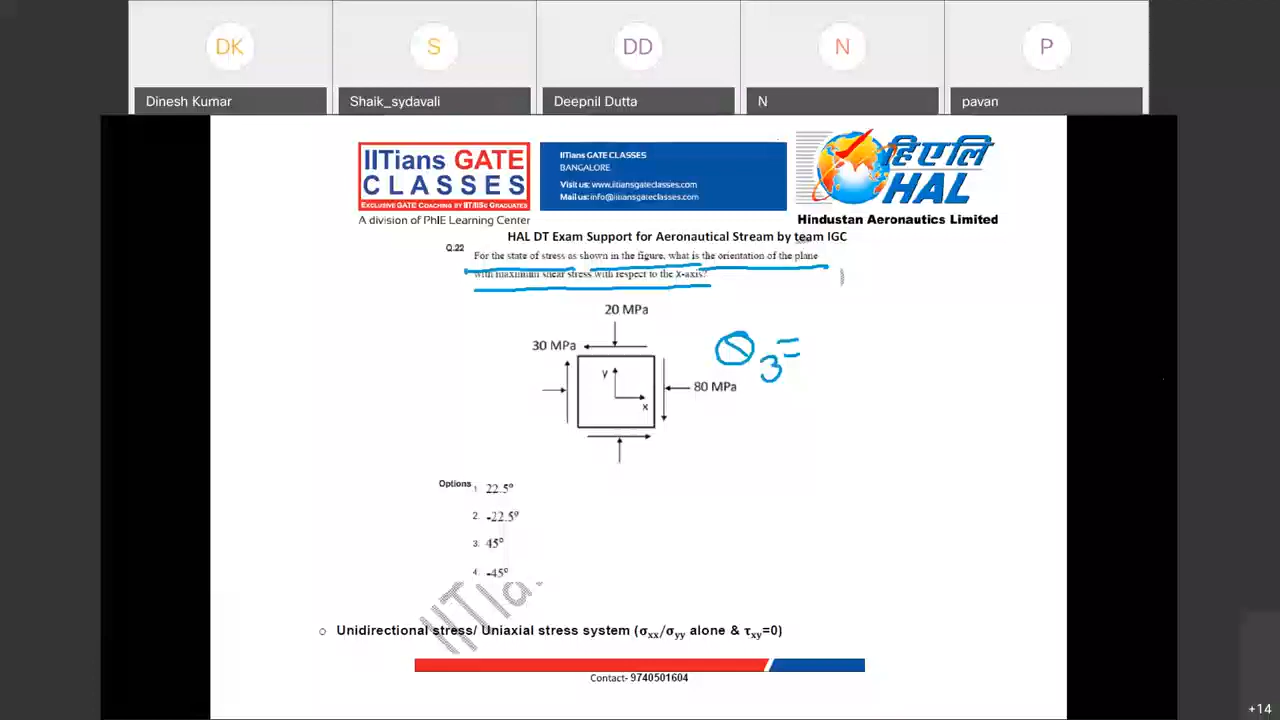 DK
S
DD
N
P
Dinesh Kumar
Shaik_sydavali
Deepnil Dutta
N
pavan
IITians GATE
CLASSES
EXCLUSIVE GATE COACHING BY IIT/IISc GRADUATES
A division of PhIE Learning Center
IITians GATE CLASSES
BANGALORE
Visit us: www.iitiansgateclasses.com
Mail us: info@iitiansgateclasses.com
हिएलि
HAL
Hindustan Aeronautics Limited
HAL DT Exam Support for Aeronautical Stream by team IGC
Q.22
For the state of stress as shown in the figure, what is the orientation of the plane
with maximum shear stress with respect to the X-axis?
20 MPa
30 MPa
θ3=
y
80 MPa
x
Options
1. 22.5°
2. -22.5°
3. 45°
4. -45°
IITia
o Unidirectional stress/ Uniaxial stress system (σxx/σyy alone & τxy=0)
Contact- 9740501604
+14